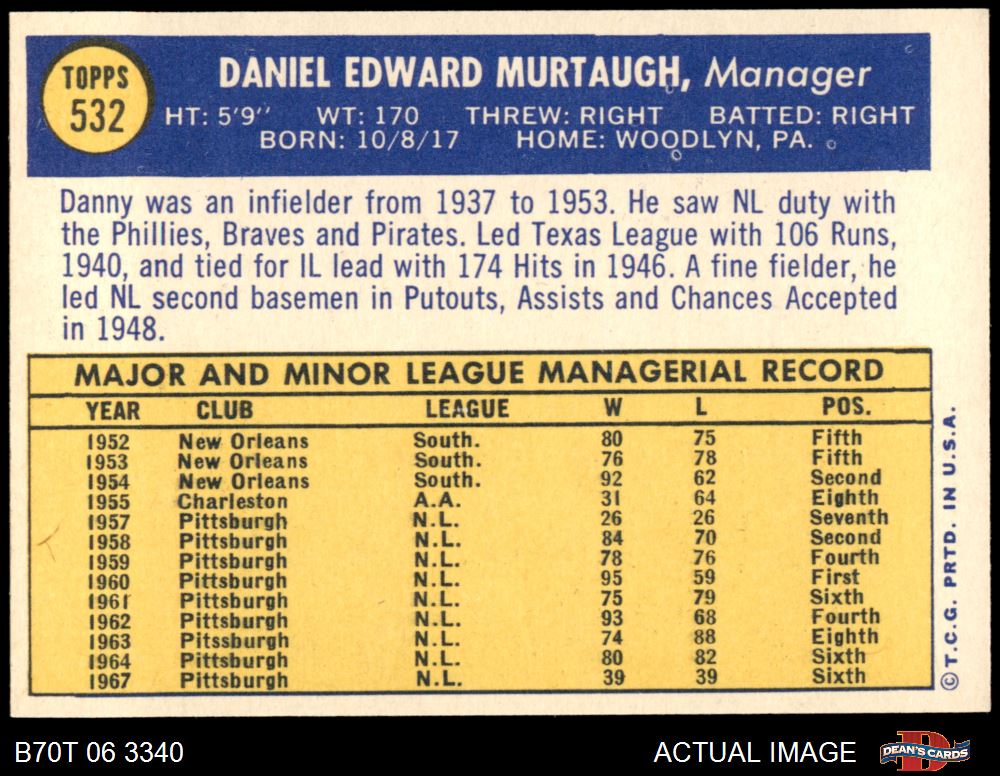 TOPPS
532
DANIEL EDWARD MURTAUGH, Manager
HT: 5'9'' WT: 170 THREW: RIGHT BATTED: RIGHT
BORN: 10/8/17 HOME: WOODLYN, PA.
Danny was an infielder from 1937 to 1953. He saw NL duty with
the Phillies, Braves and Pirates. Led Texas League with 106 Runs,
1940, and tied for IL lead with 174 Hits in 1946. A fine fielder, he
led NL second basemen in Putouts, Assists and Chances Accepted
in 1948.
MAJOR AND MINOR LEAGUE MANAGERIAL RECORD
YEAR CLUB LEAGUE W L POS.
1952 New Orleans South. 80 75 Fifth
1953 New Orleans South. 76 78 Fifth
1954 New Orleans South. 92 62 Second
1955 Charleston A.A. 31 64 Eighth
1957 Pittsburgh N.L. 26 26 Seventh
1958 Pittsburgh N.L. 84 70 Second
1959 Pittsburgh N.L. 78 76 Fourth
1960 Pittsburgh N.L. 95 59 First
1961 Pittsburgh N.L. 75 79 Sixth
1962 Pittsburgh N.L. 93 68 Fourth
1963 Pitssburgh N.L. 74 88 Eighth
1964 Pittsburgh N.L. 80 82 Sixth
1967 Pittsburgh N.L. 39 39 Sixth
© T.C.G. PRTD. IN U.S.A.
B70T 06 3340
ACTUAL IMAGE
DEAN'S CARDS